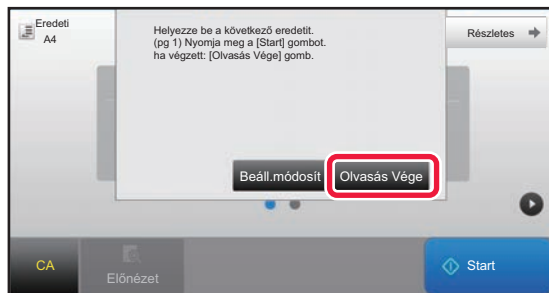 Eredeti
A4
Helyezze be a következő eredetit.
(pg 1) Nyomja meg a [Start] gombot.
ha végzett: [Olvasás Vége] gomb.
Részletes
Beáll.módosít
Olvasás Vége
CA
Előnézet
Start